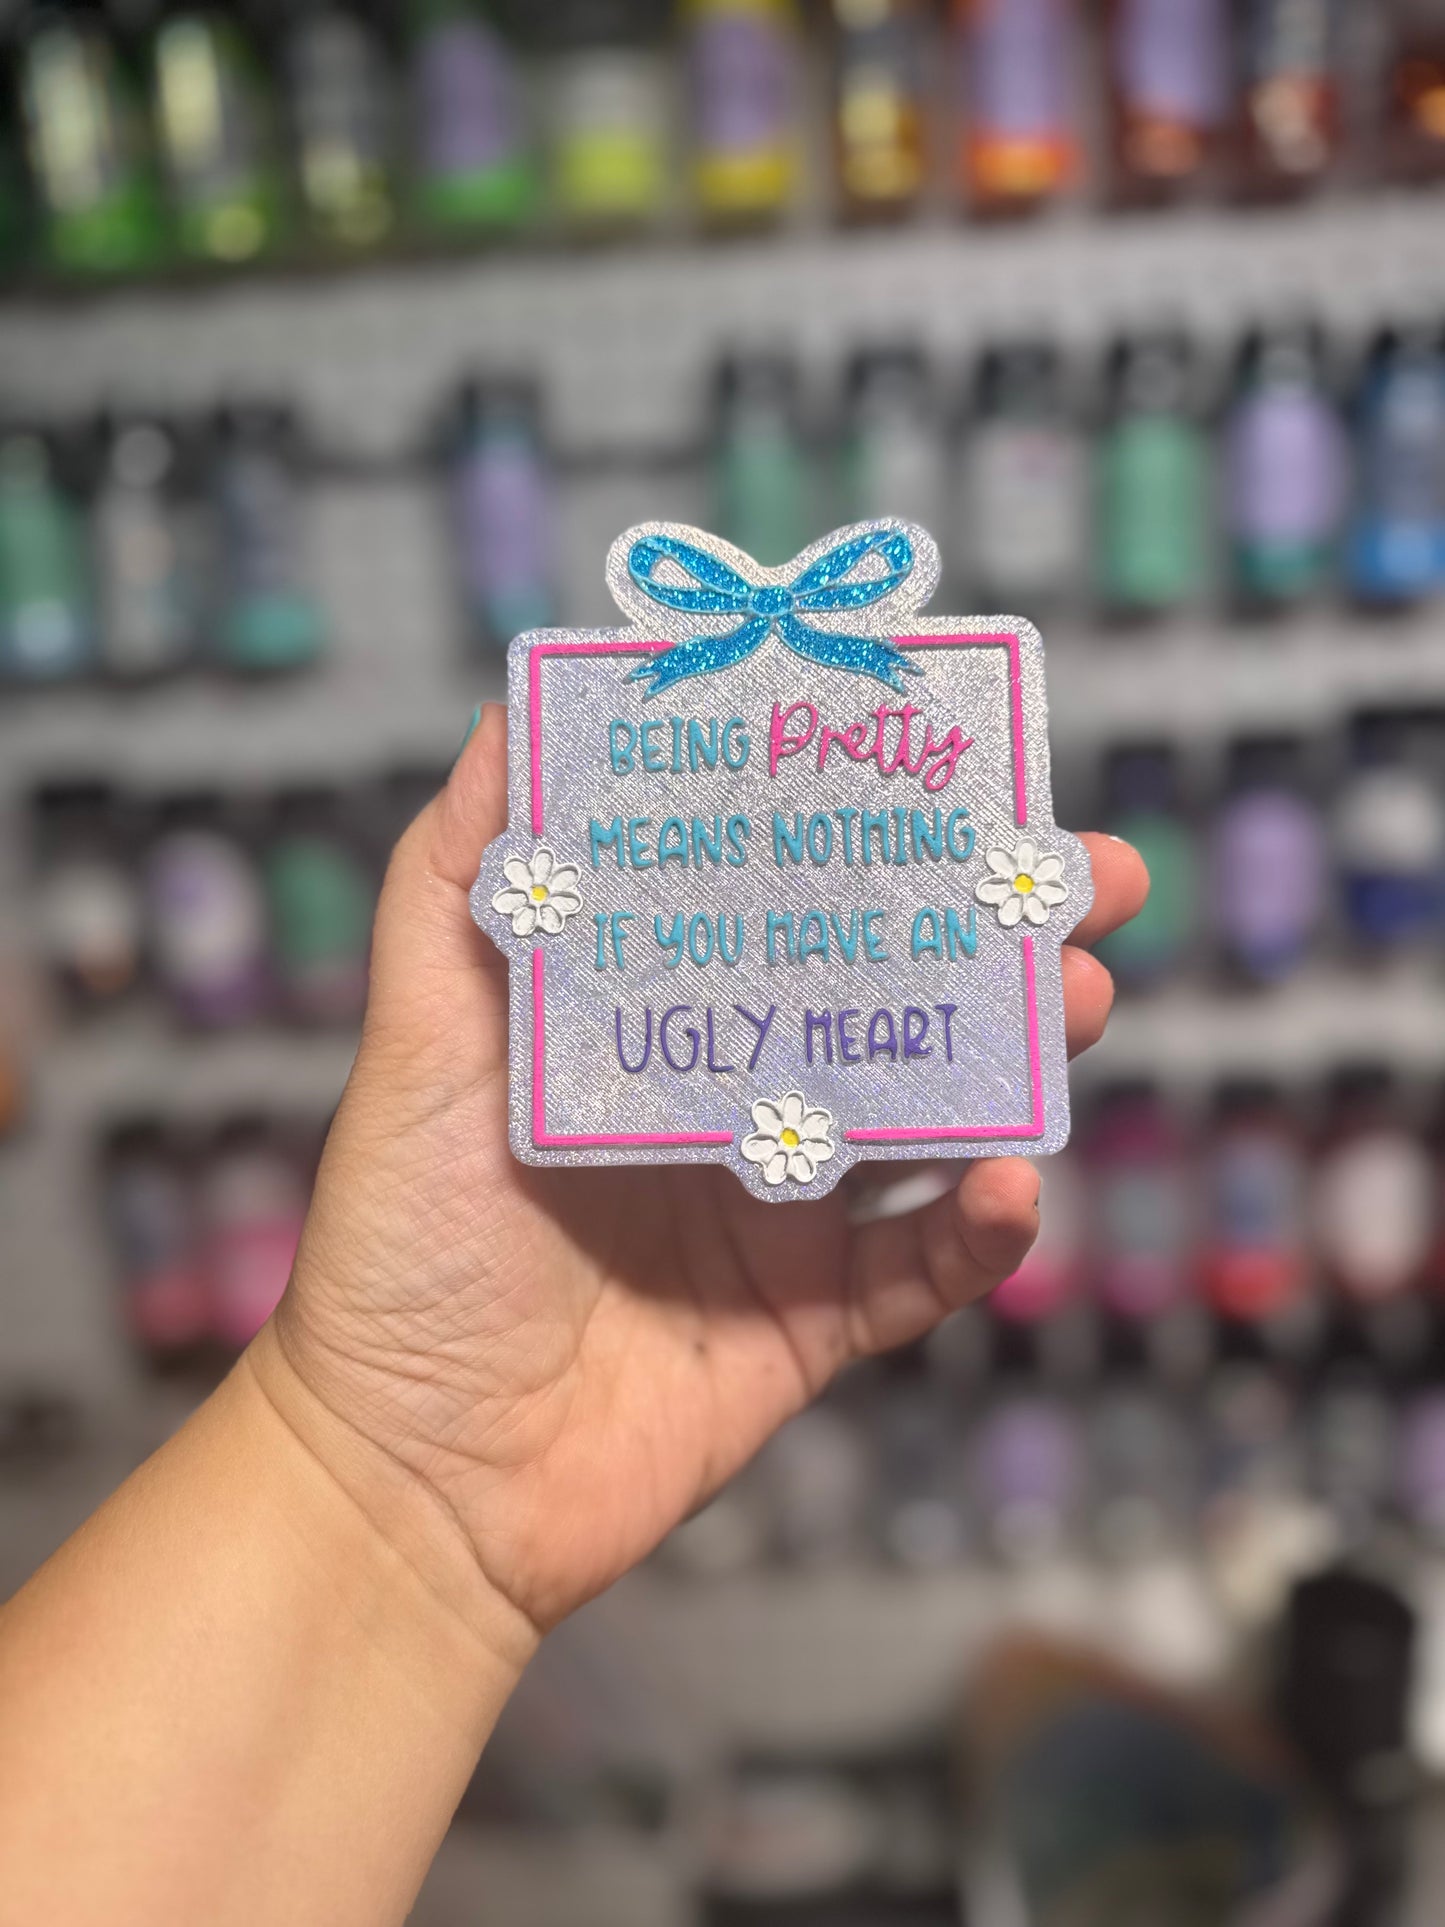 BEING Pretty
MEANS NOTHING
IF YOU HAVE AN
UGLY HEART